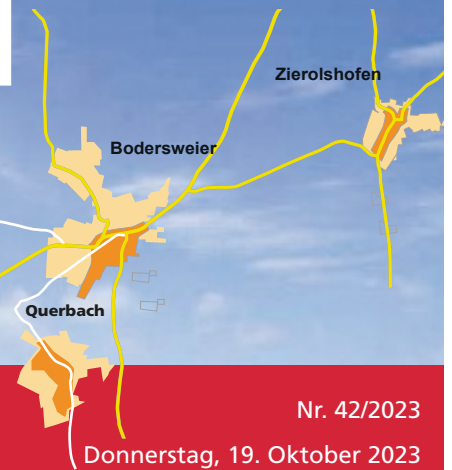 Zierolshofen
Bodersweier
Querbach
Nr. 42/2023
Donnerstag, 19. Oktober 2023